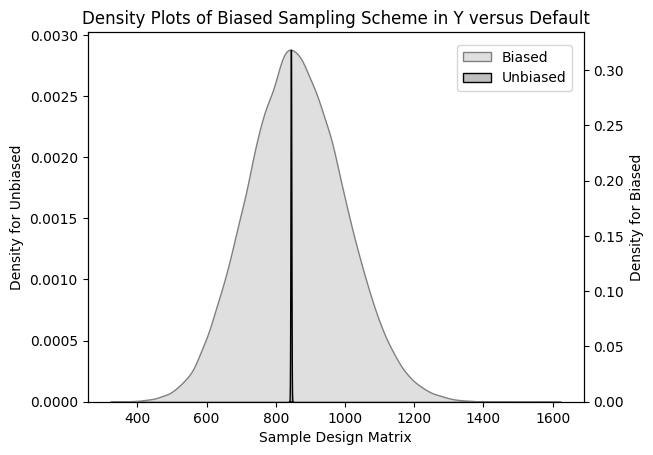 Density Plots of Biased Sampling Scheme in Y versus Default
0.0030
0.0025
0.0020
0.0015
0.0010
0.0005
0.0000
Density for Unbiased
Biased
Unbiased
0.30
0.25
0.20
0.15
0.10
0.05
0.00
Density for Biased
400 600 800 1000 1200 1400 1600
Sample Design Matrix